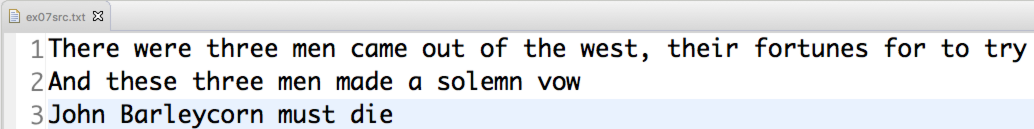 ex07src.txt
1There were three men came out of the west, their fortunes for to try
2And these three men made a solemn vow
3John Barleycorn must die